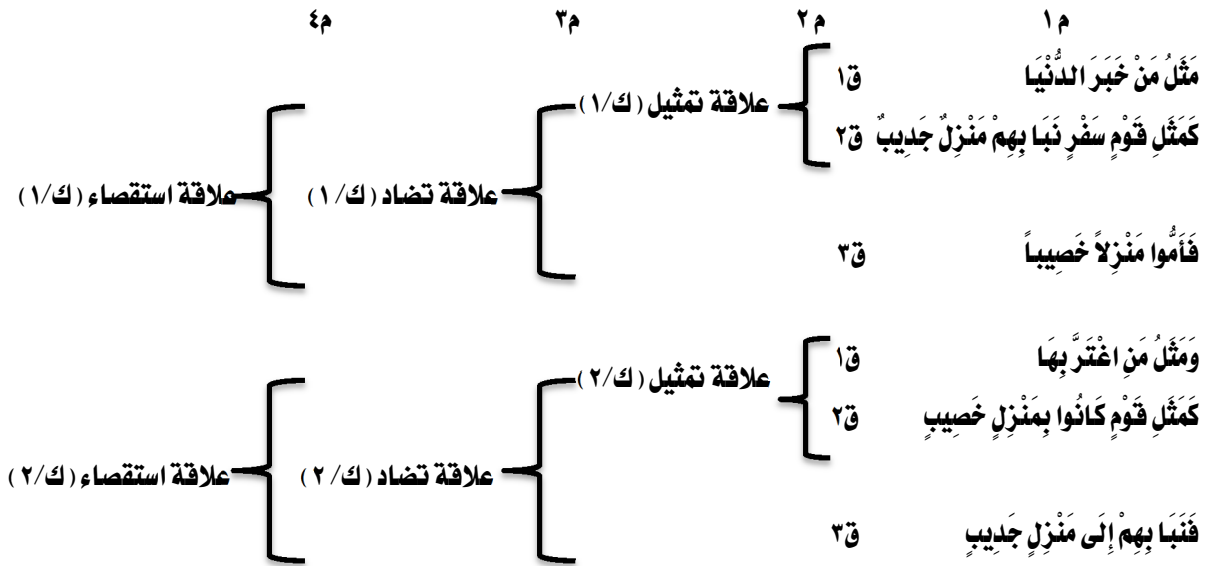 م١ م٢ م٣ م٤
مَثَلُ مَنْ خَبَرَ الدُّنْيَا ق١
علاقة تمثيل (ك/١)
كَمَثَلِ قَوْمٍ سَفْرٍ نَبَا بِهِمْ مَنْزِلٌ جَدِيبٌ ق٢
علاقة تضاد (ك/١) علاقة استقصاء (ك/١)
فَأَمُّوا مَنْزِلاً خَصِيباً ق٣
وَمَثَلُ مَنِ اغْتَرَّ بِهَا ق١
علاقة تمثيل (ك/٢)
كَمَثَلِ قَوْمٍ كَانُوا بِمَنْزِلٍ خَصِيبٍ ق٢
علاقة تضاد (ك/٢) علاقة استقصاء (ك/٢)
فَنَبَا بِهِمْ إِلَى مَنْزِلٍ جَدِيبٍ ق٣